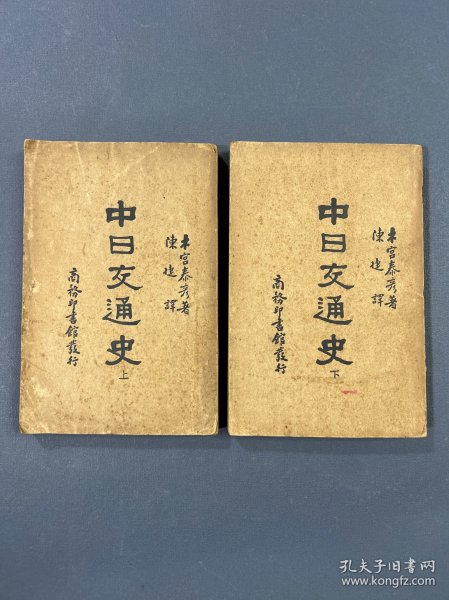 木宮泰彥著
陳捷譯
中日交通史
上
商務印書館發行
木宮泰彥著
陳捷譯
中日交通史
下
商務印書館發行
孔夫子旧书网
www.kongfz.com